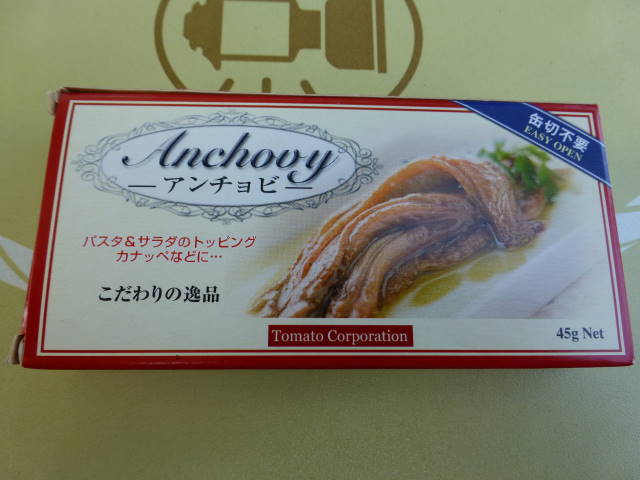 Anchovy
アンチョビ
缶切不要
EASY OPEN
パスタ&サラダのトッピング
カナッペなどに…
こだわりの逸品
Tomato Corporation
45g Net